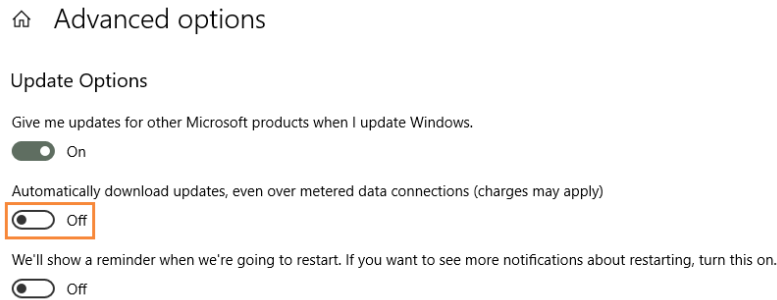 Advanced options
Update Options
Give me updates for other Microsoft products when I update Windows.
On
Automatically download updates, even over metered data connections (charges may apply)
Off
We'll show a reminder when we're going to restart. If you want to see more notifications about restarting, turn this on.
Off